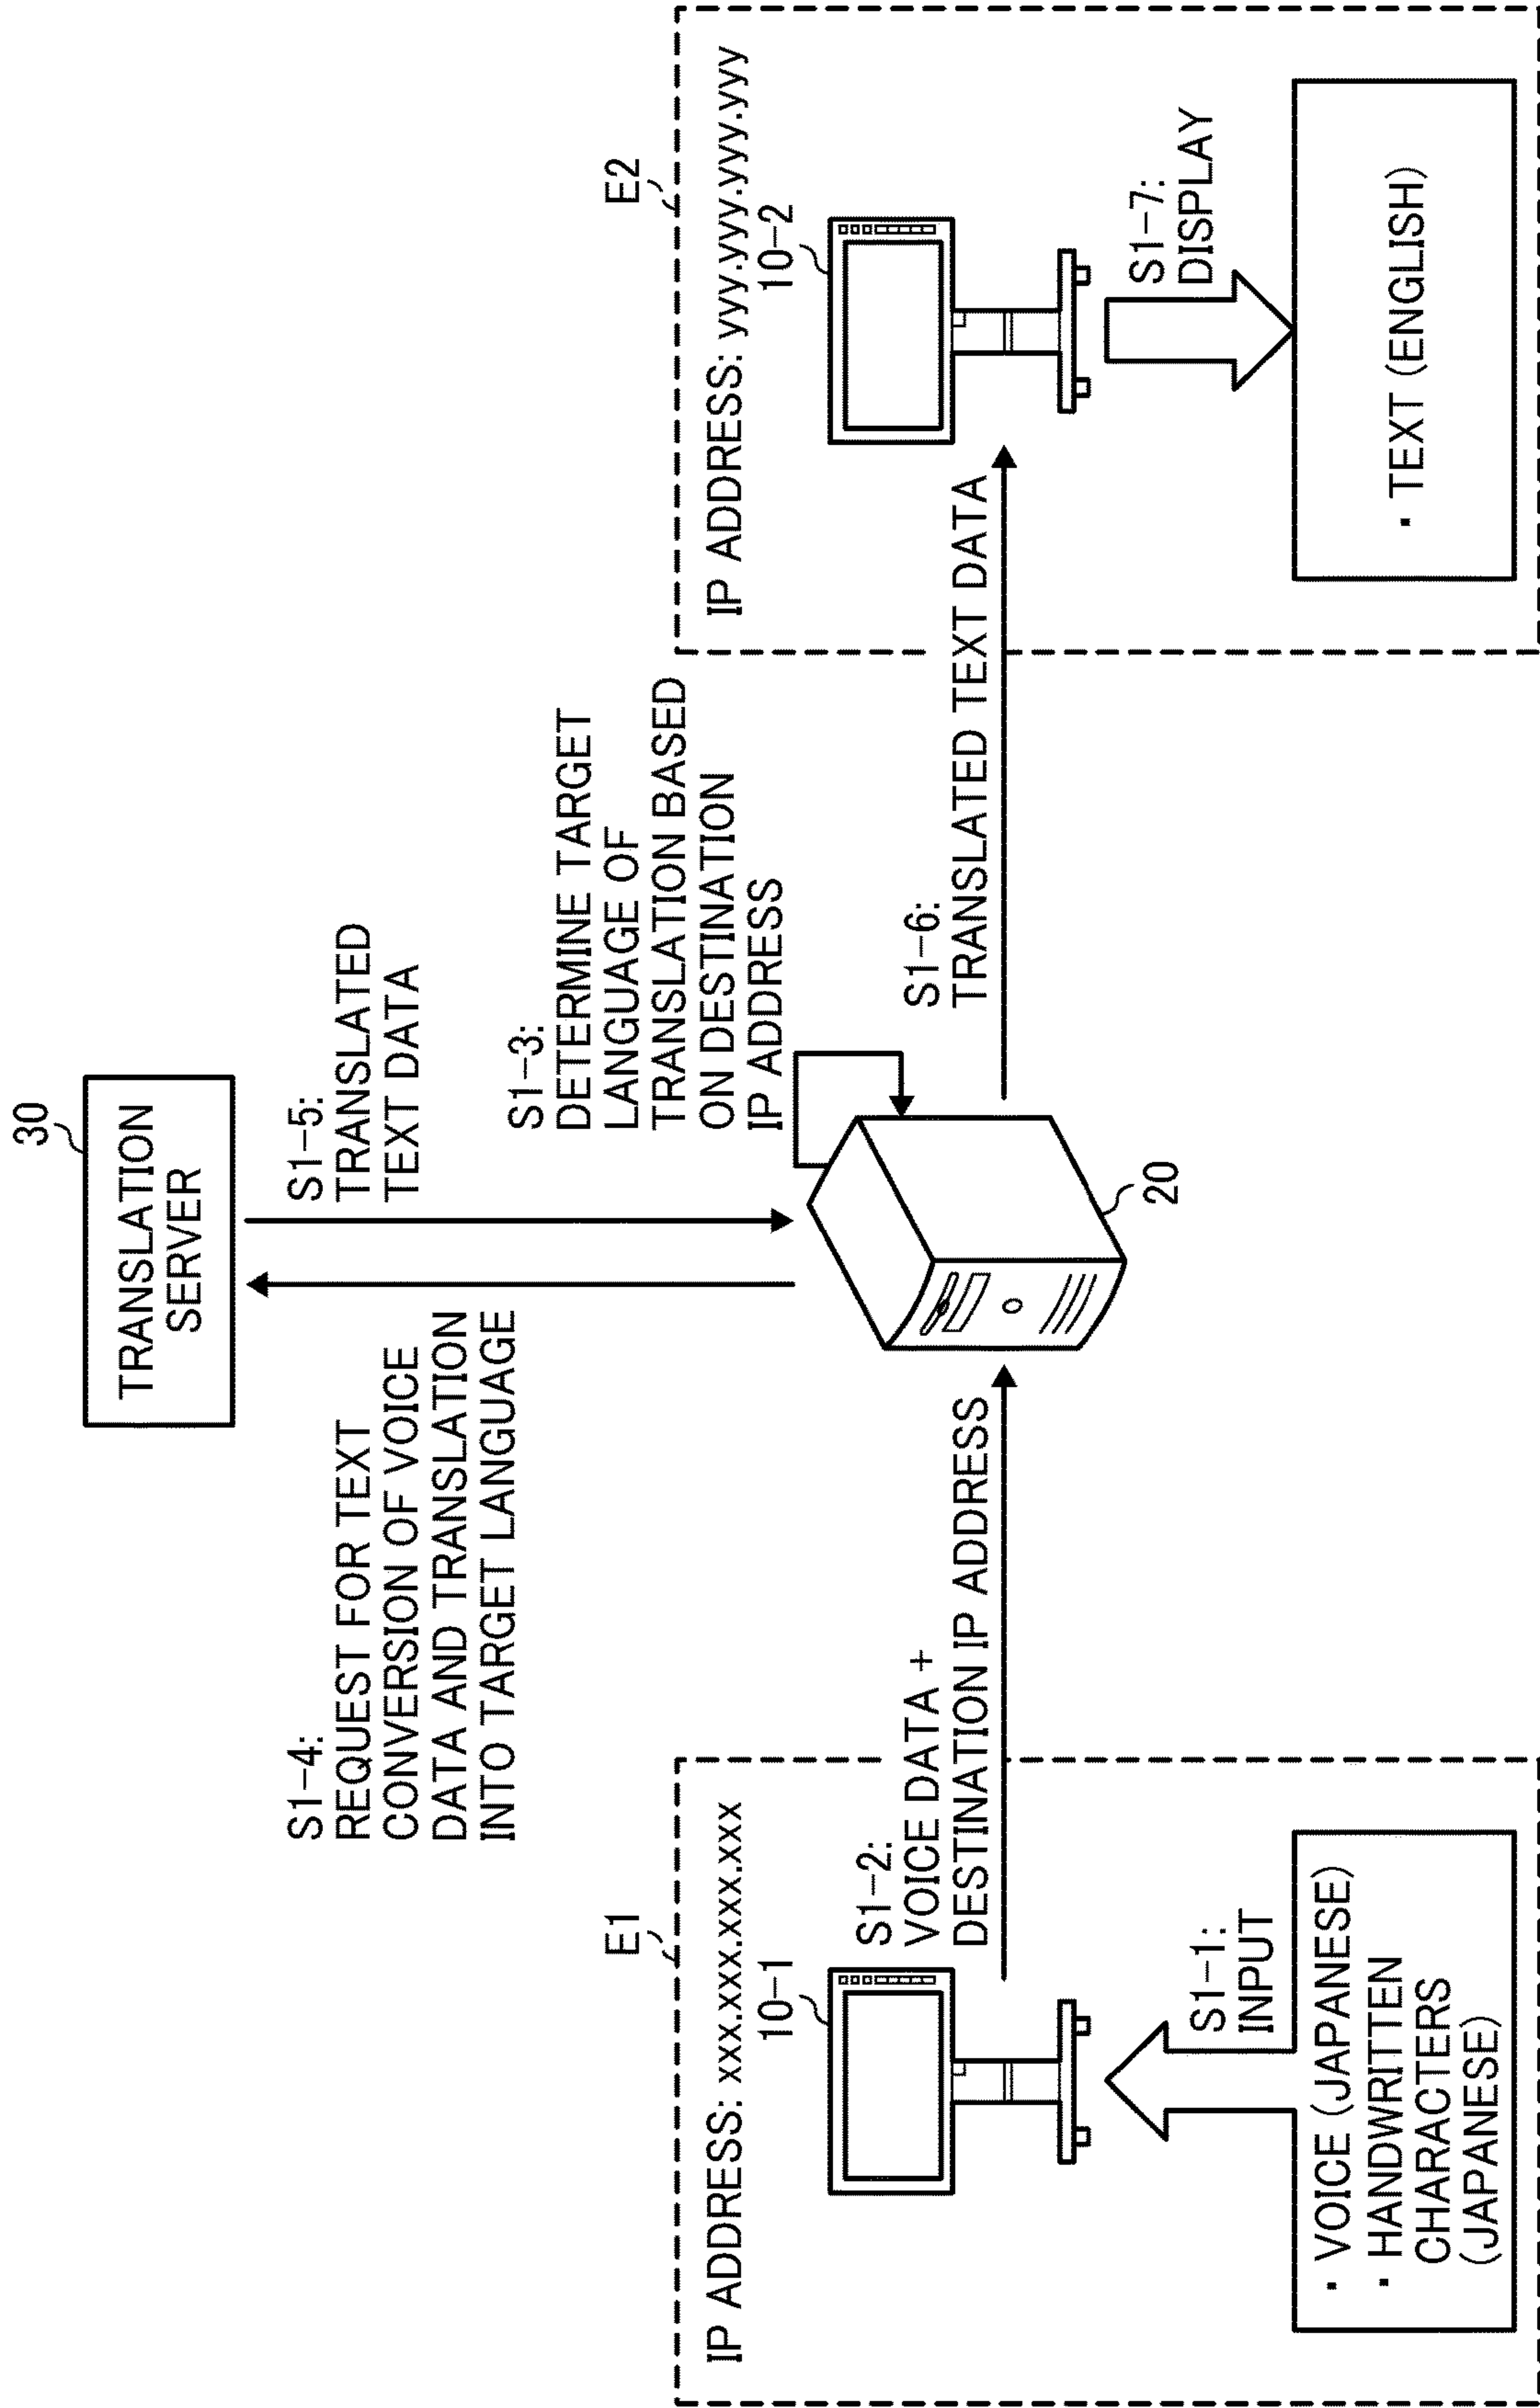 30
TRANSLATION
SERVER
S1-4:
REQUEST FOR TEXT
CONVERSION OF VOICE
DATA AND TRANSLATION
INTO TARGET LANGUAGE
S1-5:
TRANSLATED
TEXT DATA
S1-3:
DETERMINE TARGET
LANGUAGE OF
TRANSLATION BASED
ON DESTINATION
IP ADDRESS
E1
IP ADDRESS: xxx.xxx.xxx.xxx
10-1
S1-2:
VOICE DATA +
DESTINATION IP ADDRESS
S1-1:
INPUT
・VOICE (JAPANESE)
・HANDWRITTEN
CHARACTERS
(JAPANESE)
20
S1-6:
TRANSLATED TEXT DATA
E2
IP ADDRESS: yyy.yyy.yyy.yyy
10-2
S1-7:
DISPLAY
・TEXT (ENGLISH)